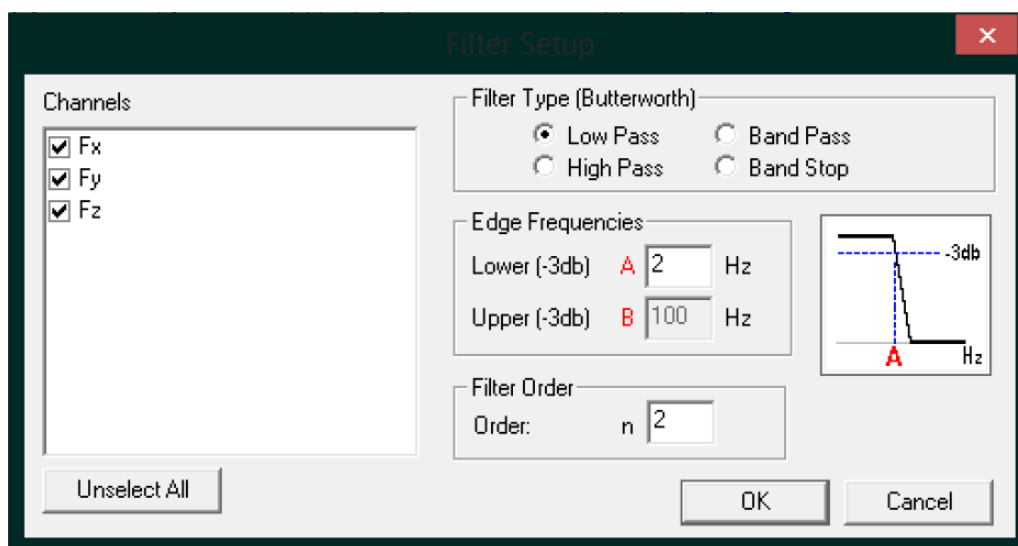 Filter Setup
Channels
Fx
Fy
Fz
Unselect All
Filter Type (Butterworth)
Low Pass Band Pass
High Pass Band Stop
Edge Frequencies
Lower (-3db) A 2 Hz
Upper (-3db) B 100 Hz
-3db
A Hz
Filter Order
Order: n 2
OK Cancel